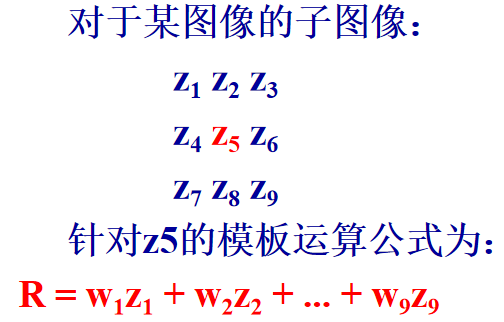 对于某图像的子图像：
z₁ z₂ z₃
z₄ z₅ z₆
z₇ z₈ z₉
针对z5的模板运算公式为：
R = w₁z₁ + w₂z₂ + ... + w₉z₉